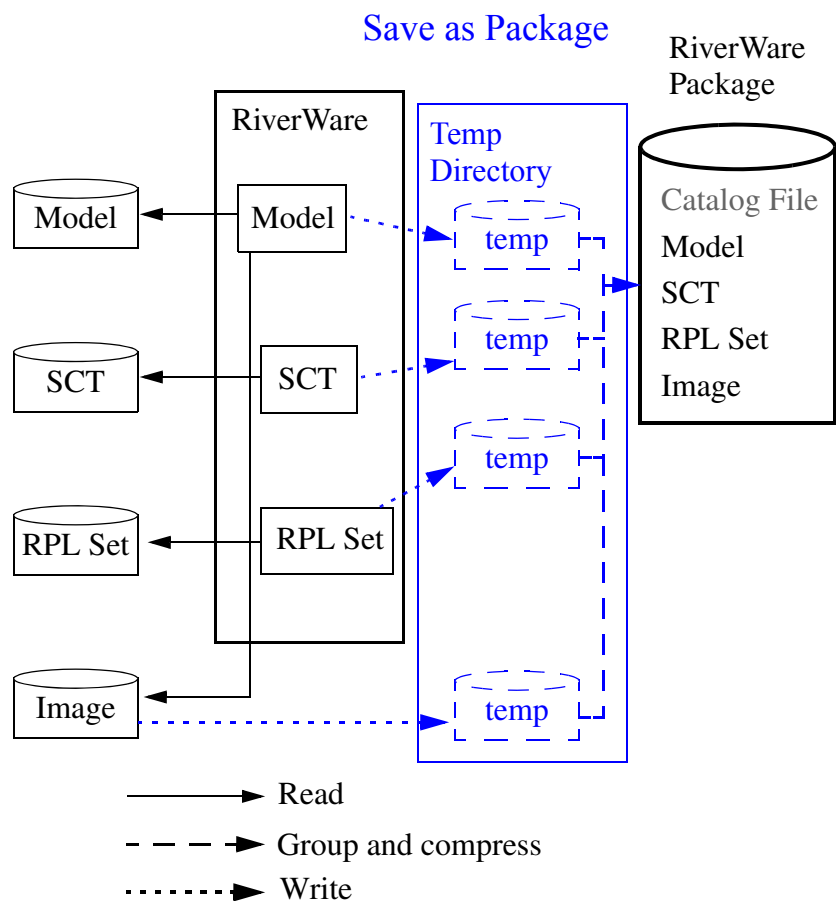 Save as Package
RiverWare
Package
RiverWare
Temp
Directory
Model
Model
temp
Catalog File
Model
SCT
RPL Set
Image
SCT
SCT
temp
RPL Set
RPL Set
temp
Image
temp
Read
Group and compress
Write